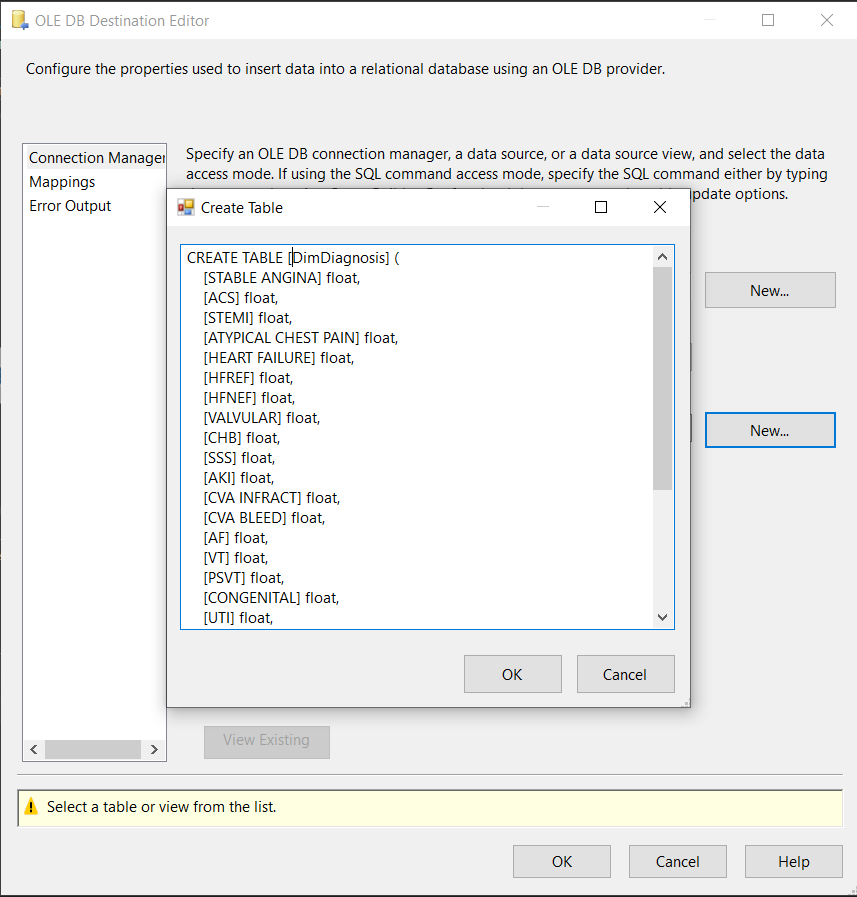 OLE DB Destination Editor
Configure the properties used to insert data into a relational database using an OLE DB provider.
Connection Manager
Mappings
Error Output
Specify an OLE DB connection manager, a data source, or a data source view, and select the data
access mode. If using the SQL command access mode, specify the SQL command either by typing
update options.
Create Table
CREATE TABLE [DimDiagnosis] (
[STABLE ANGINA] float,
[ACS] float,
[STEMI] float,
[ATYPICAL CHEST PAIN] float,
[HEART FAILURE] float,
[HFREF] float,
[HFNEF] float,
[VALVULAR] float,
[CHB] float,
[SSS] float,
[AKI] float,
[CVA INFRACT] float,
[CVA BLEED] float,
[AF] float,
[VT] float,
[PSVT] float,
[CONGENITAL] float,
[UTI] float,
OK
Cancel
New...
New...
View Existing
Select a table or view from the list.
OK
Cancel
Help